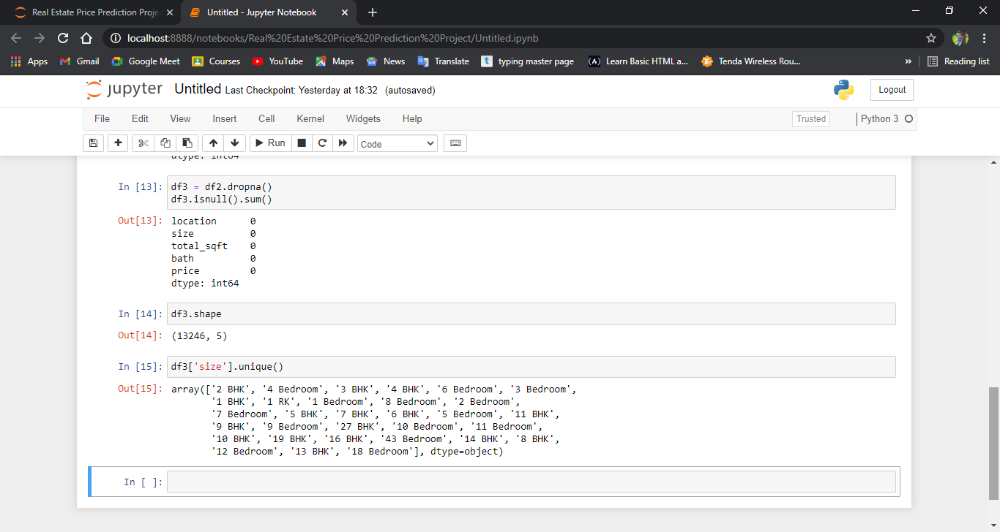 Real Estate Price Prediction Proje
Untitled - Jupyter Notebook
localhost:8888/notebooks/Real%20Estate%20Price%20Prediction%20Project/Untitled.ipynb
Apps Gmail Google Meet Courses YouTube Maps News Translate typing master page Learn Basic HTML a... Tenda Wireless Rou... » Reading list
jupyter Untitled Last Checkpoint: Yesterday at 18:32 (autosaved) Logout
File Edit View Insert Cell Kernel Widgets Help Trusted Python 3
Run Code
dtype: int64
In [13]: df3 = df2.dropna()
df3.isnull().sum()
Out[13]: location 0
size 0
total_sqft 0
bath 0
price 0
dtype: int64
In [14]: df3.shape
Out[14]: (13246, 5)
In [15]: df3['size'].unique()
Out[15]: array(['2 BHK', '4 Bedroom', '3 BHK', '4 BHK', '6 Bedroom', '3 Bedroom',
'1 BHK', '1 RK', '1 Bedroom', '8 Bedroom', '2 Bedroom',
'7 Bedroom', '5 BHK', '7 BHK', '6 BHK', '5 Bedroom', '11 BHK',
'9 BHK', '9 Bedroom', '27 BHK', '10 Bedroom', '11 Bedroom',
'10 BHK', '19 BHK', '16 BHK', '43 Bedroom', '14 BHK', '8 BHK',
'12 Bedroom', '13 BHK', '18 Bedroom'], dtype=object)
In [ ]: